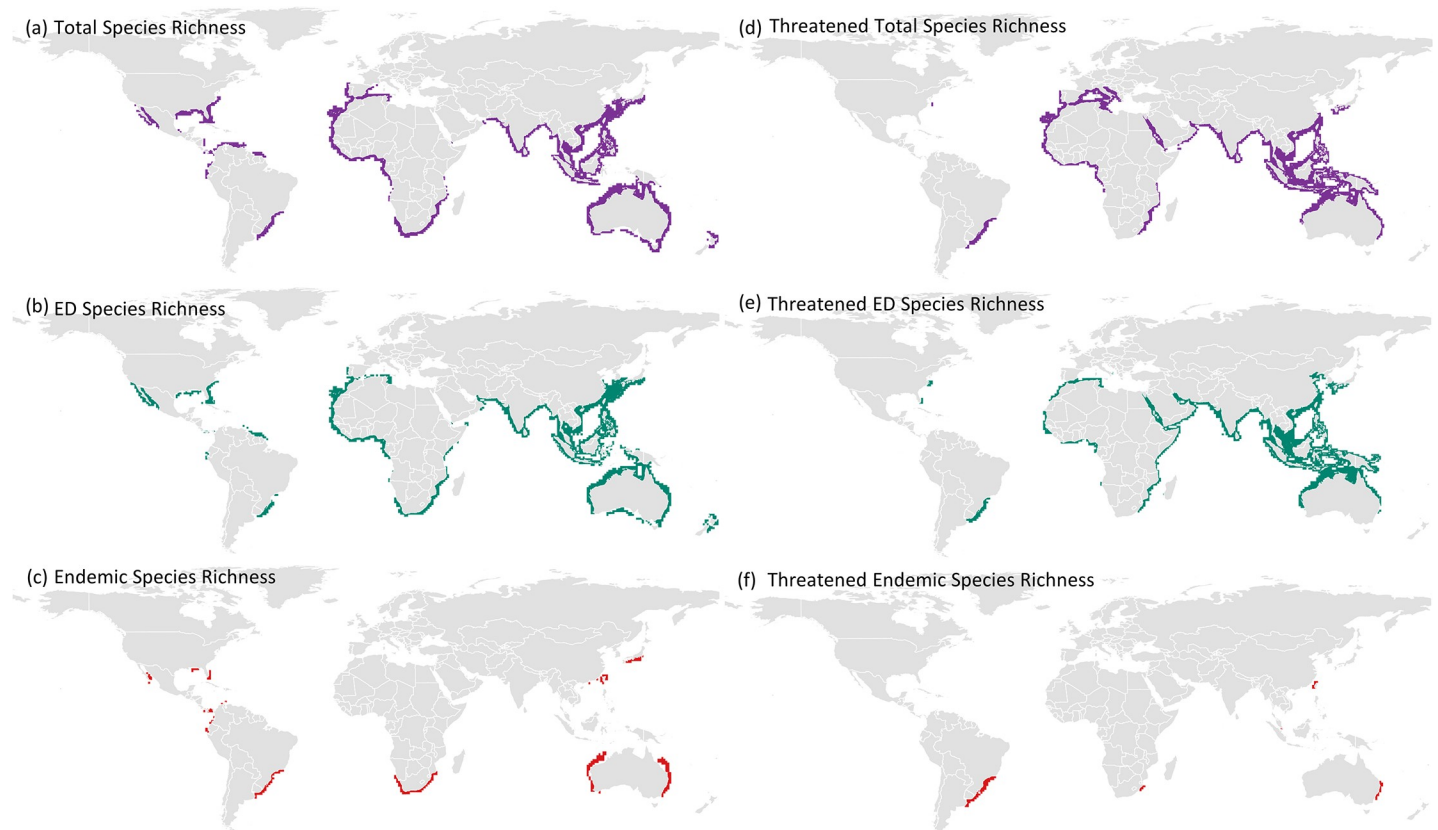 (a) Total Species Richness
(d) Threatened Total Species Richness
(b) ED Species Richness
(e) Threatened ED Species Richness
(c) Endemic Species Richness
(f) Threatened Endemic Species Richness